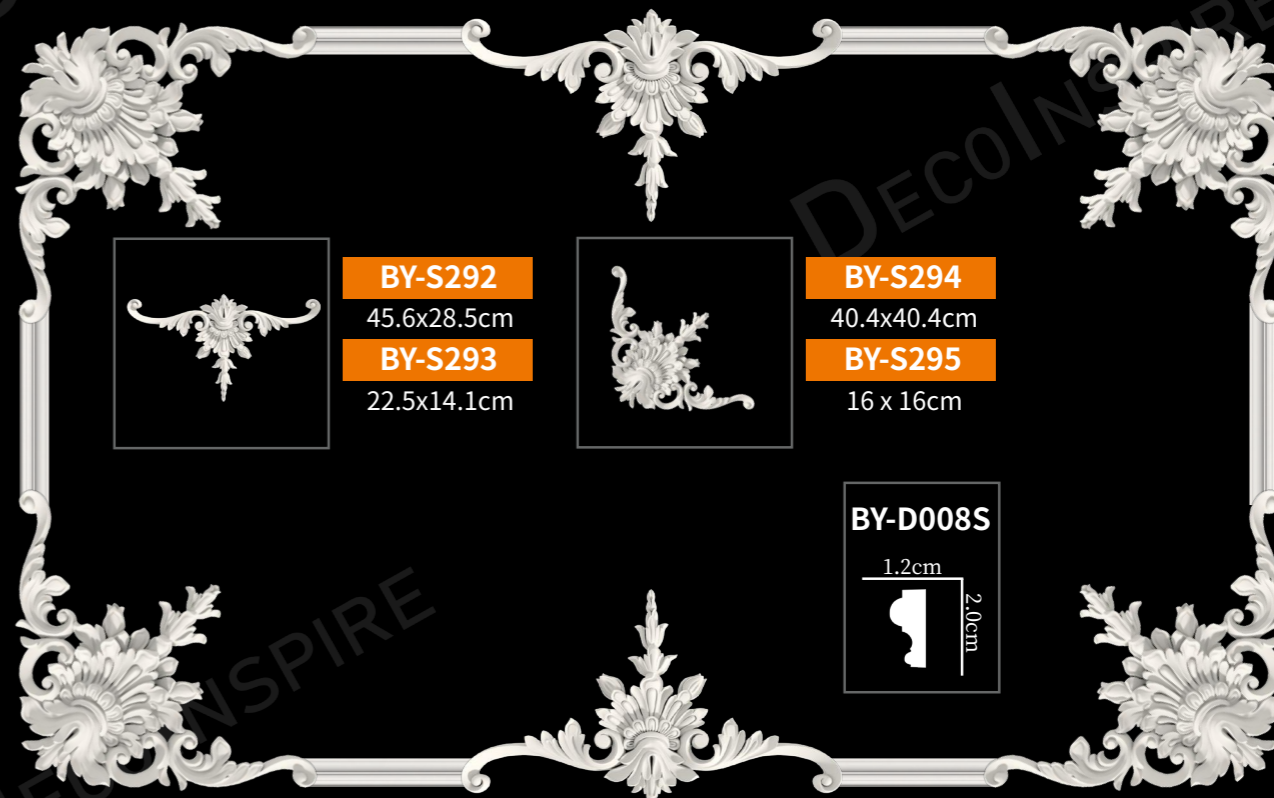 DECOINSPIRE
BY-S292
45.6x28.5cm
BY-S293
22.5x14.1cm
BY-S294
40.4x40.4cm
BY-S295
16 x 16cm
BY-D008S
1.2cm
2.0cm
DECOINSPIRE